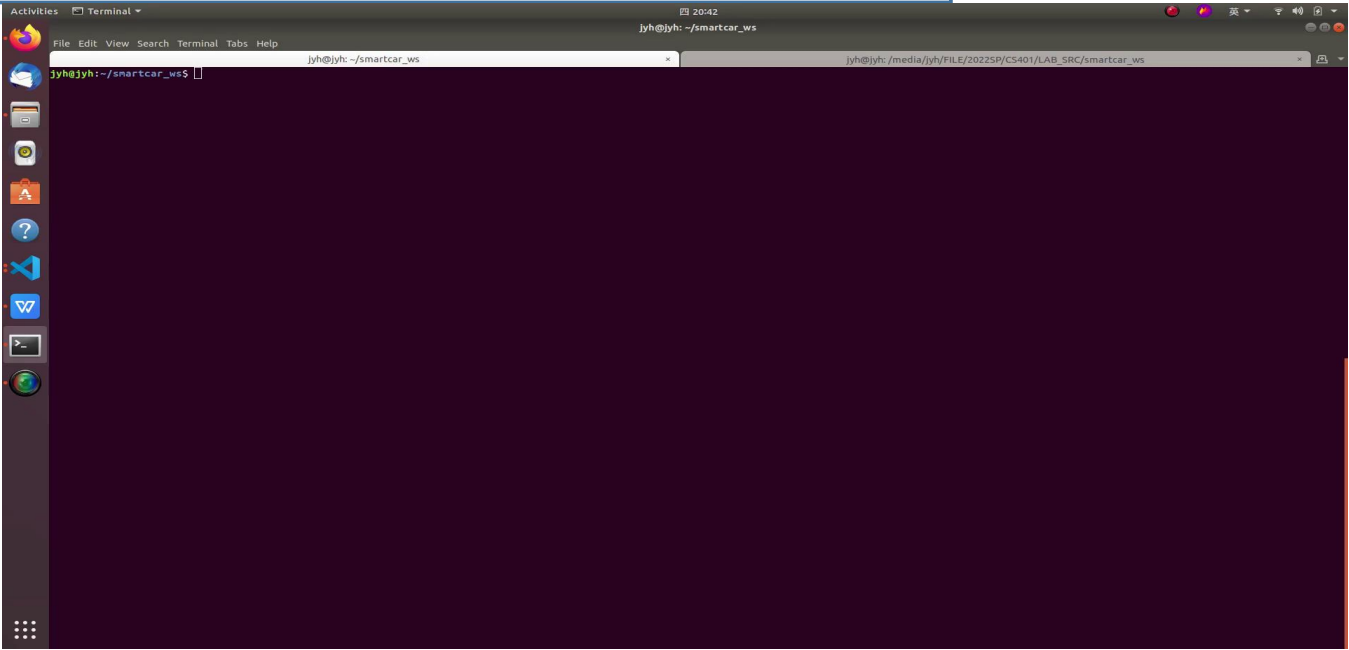 Activities Terminal 四 20:42 英
jyh@jyh: ~/smartcar_ws
File Edit View Search Terminal Tabs Help
jyh@jyh: ~/smartcar_ws × jyh@jyh: /media/jyh/FILE/2022SP/CS401/LAB_SRC/smartcar_ws ×
jyh@jyh:~/smartcar_ws$